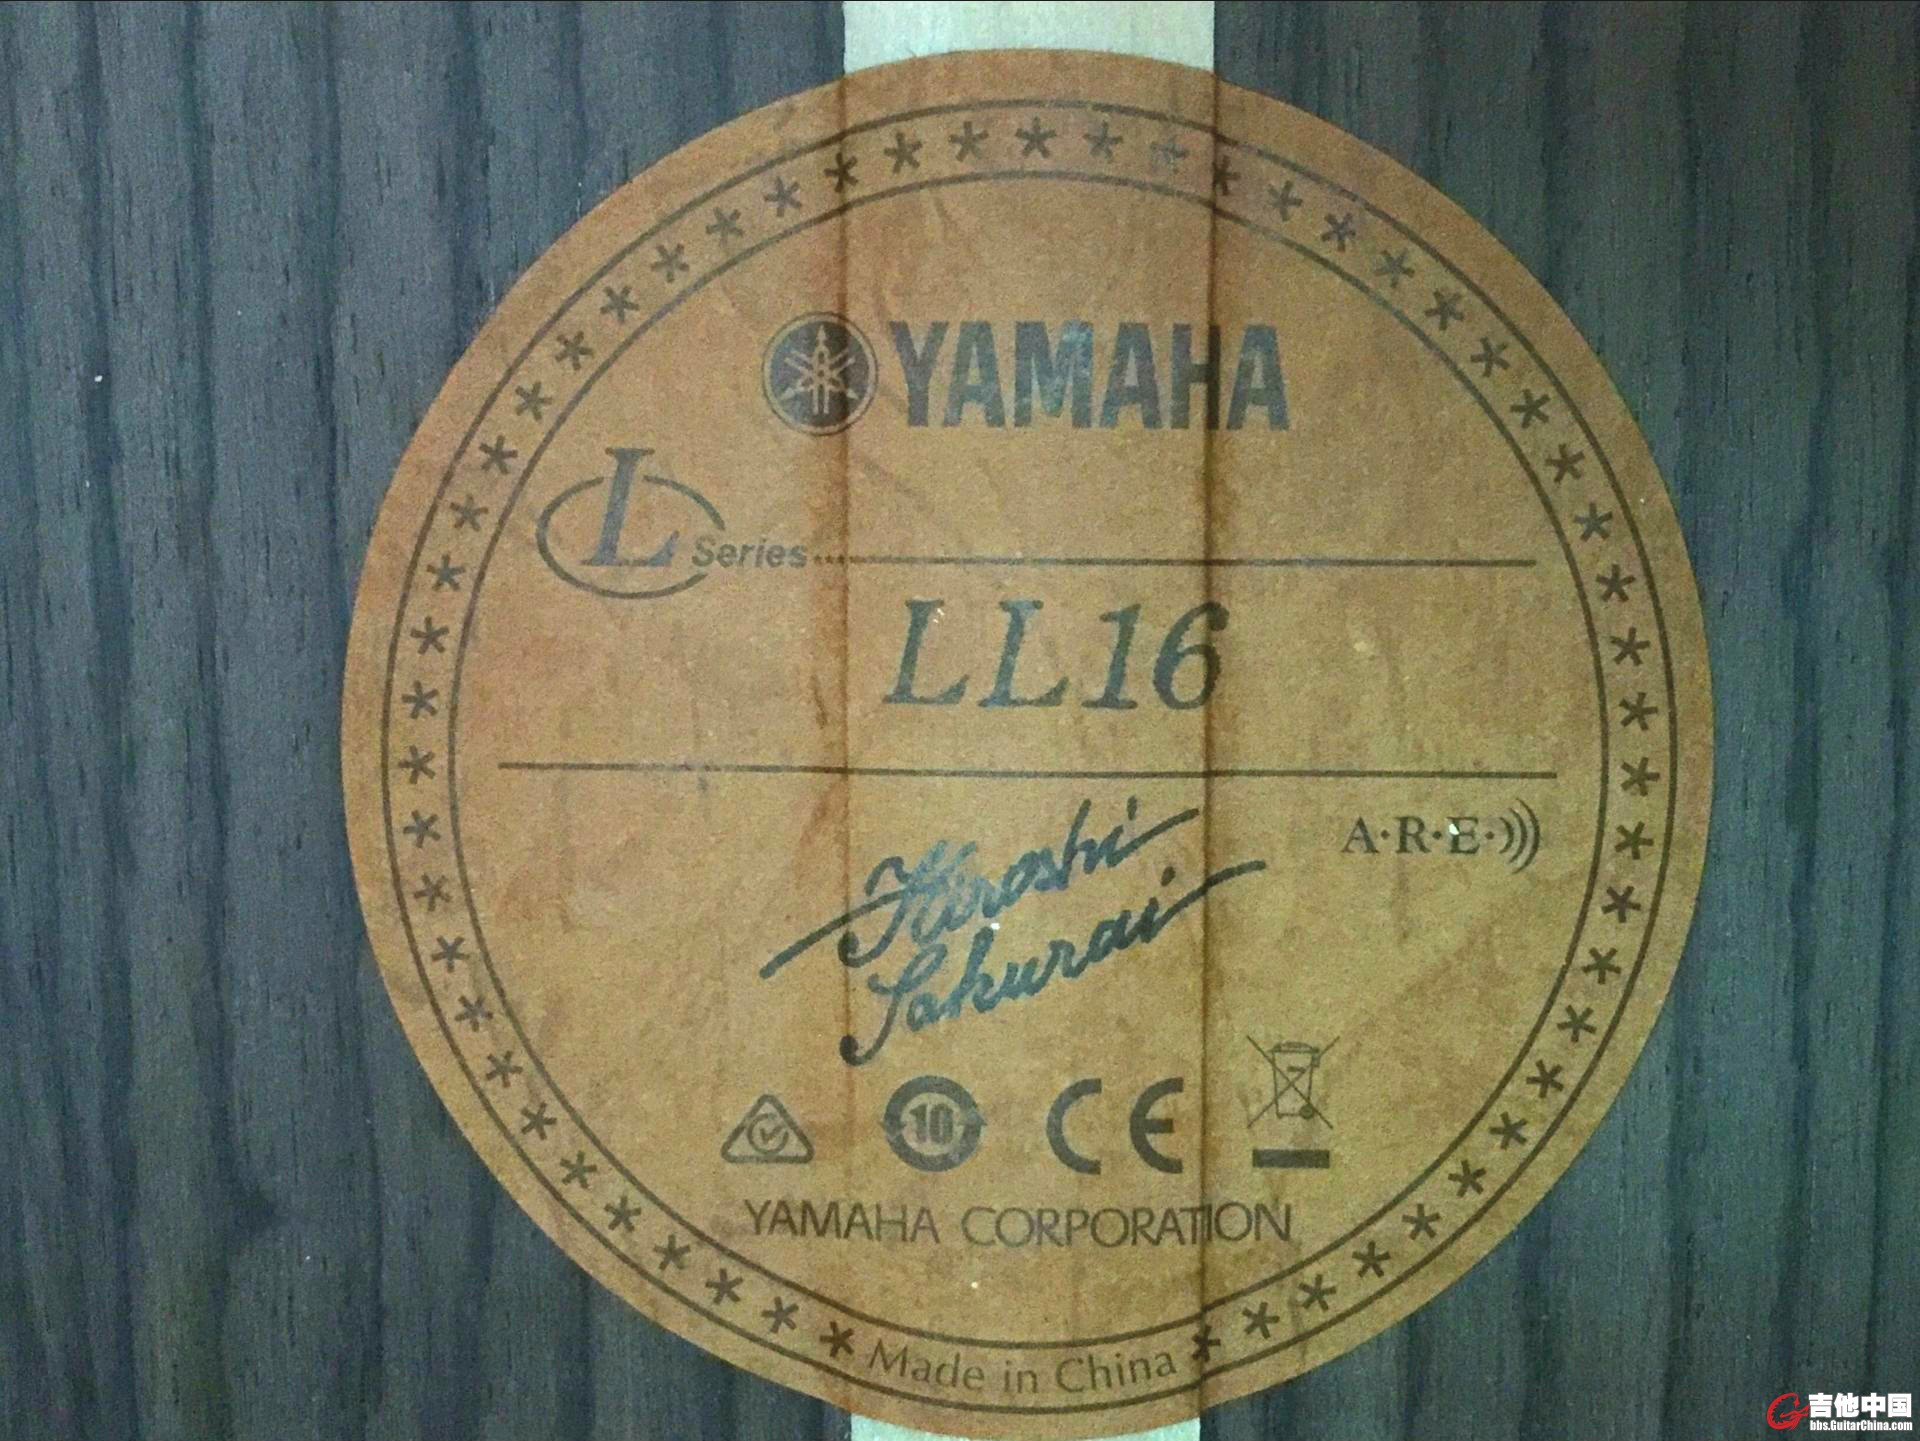 YAMAHA
L Series
LL16
A·R·E·
Hiroshi
Sakurai
10
CE
YAMAHA CORPORATION
Made in China
吉他中国
bbs.GuitarChina.com